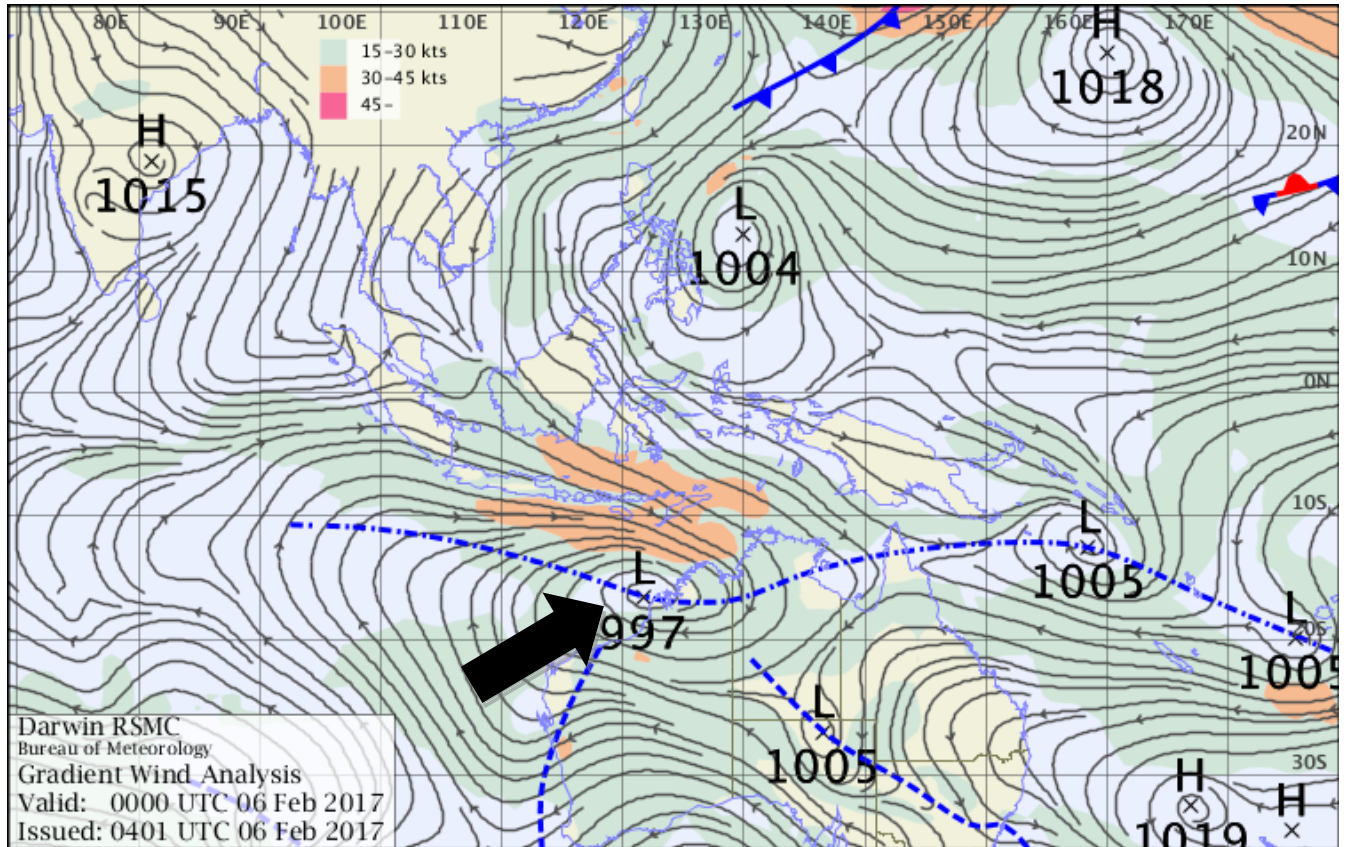 80E 90E 100E 110E 120E 130E 140E 150E 160E 170E
15-30 kts
30-45 kts
45-
H
1018
20N
H
1015
L
1004
10N
0N
10S
L
1005
L
997
L
1005
20S
L
1005
30S
H
1019
H
Darwin RSMC
Bureau of Meteorology
Gradient Wind Analysis
Valid: 0000 UTC 06 Feb 2017
Issued: 0401 UTC 06 Feb 2017